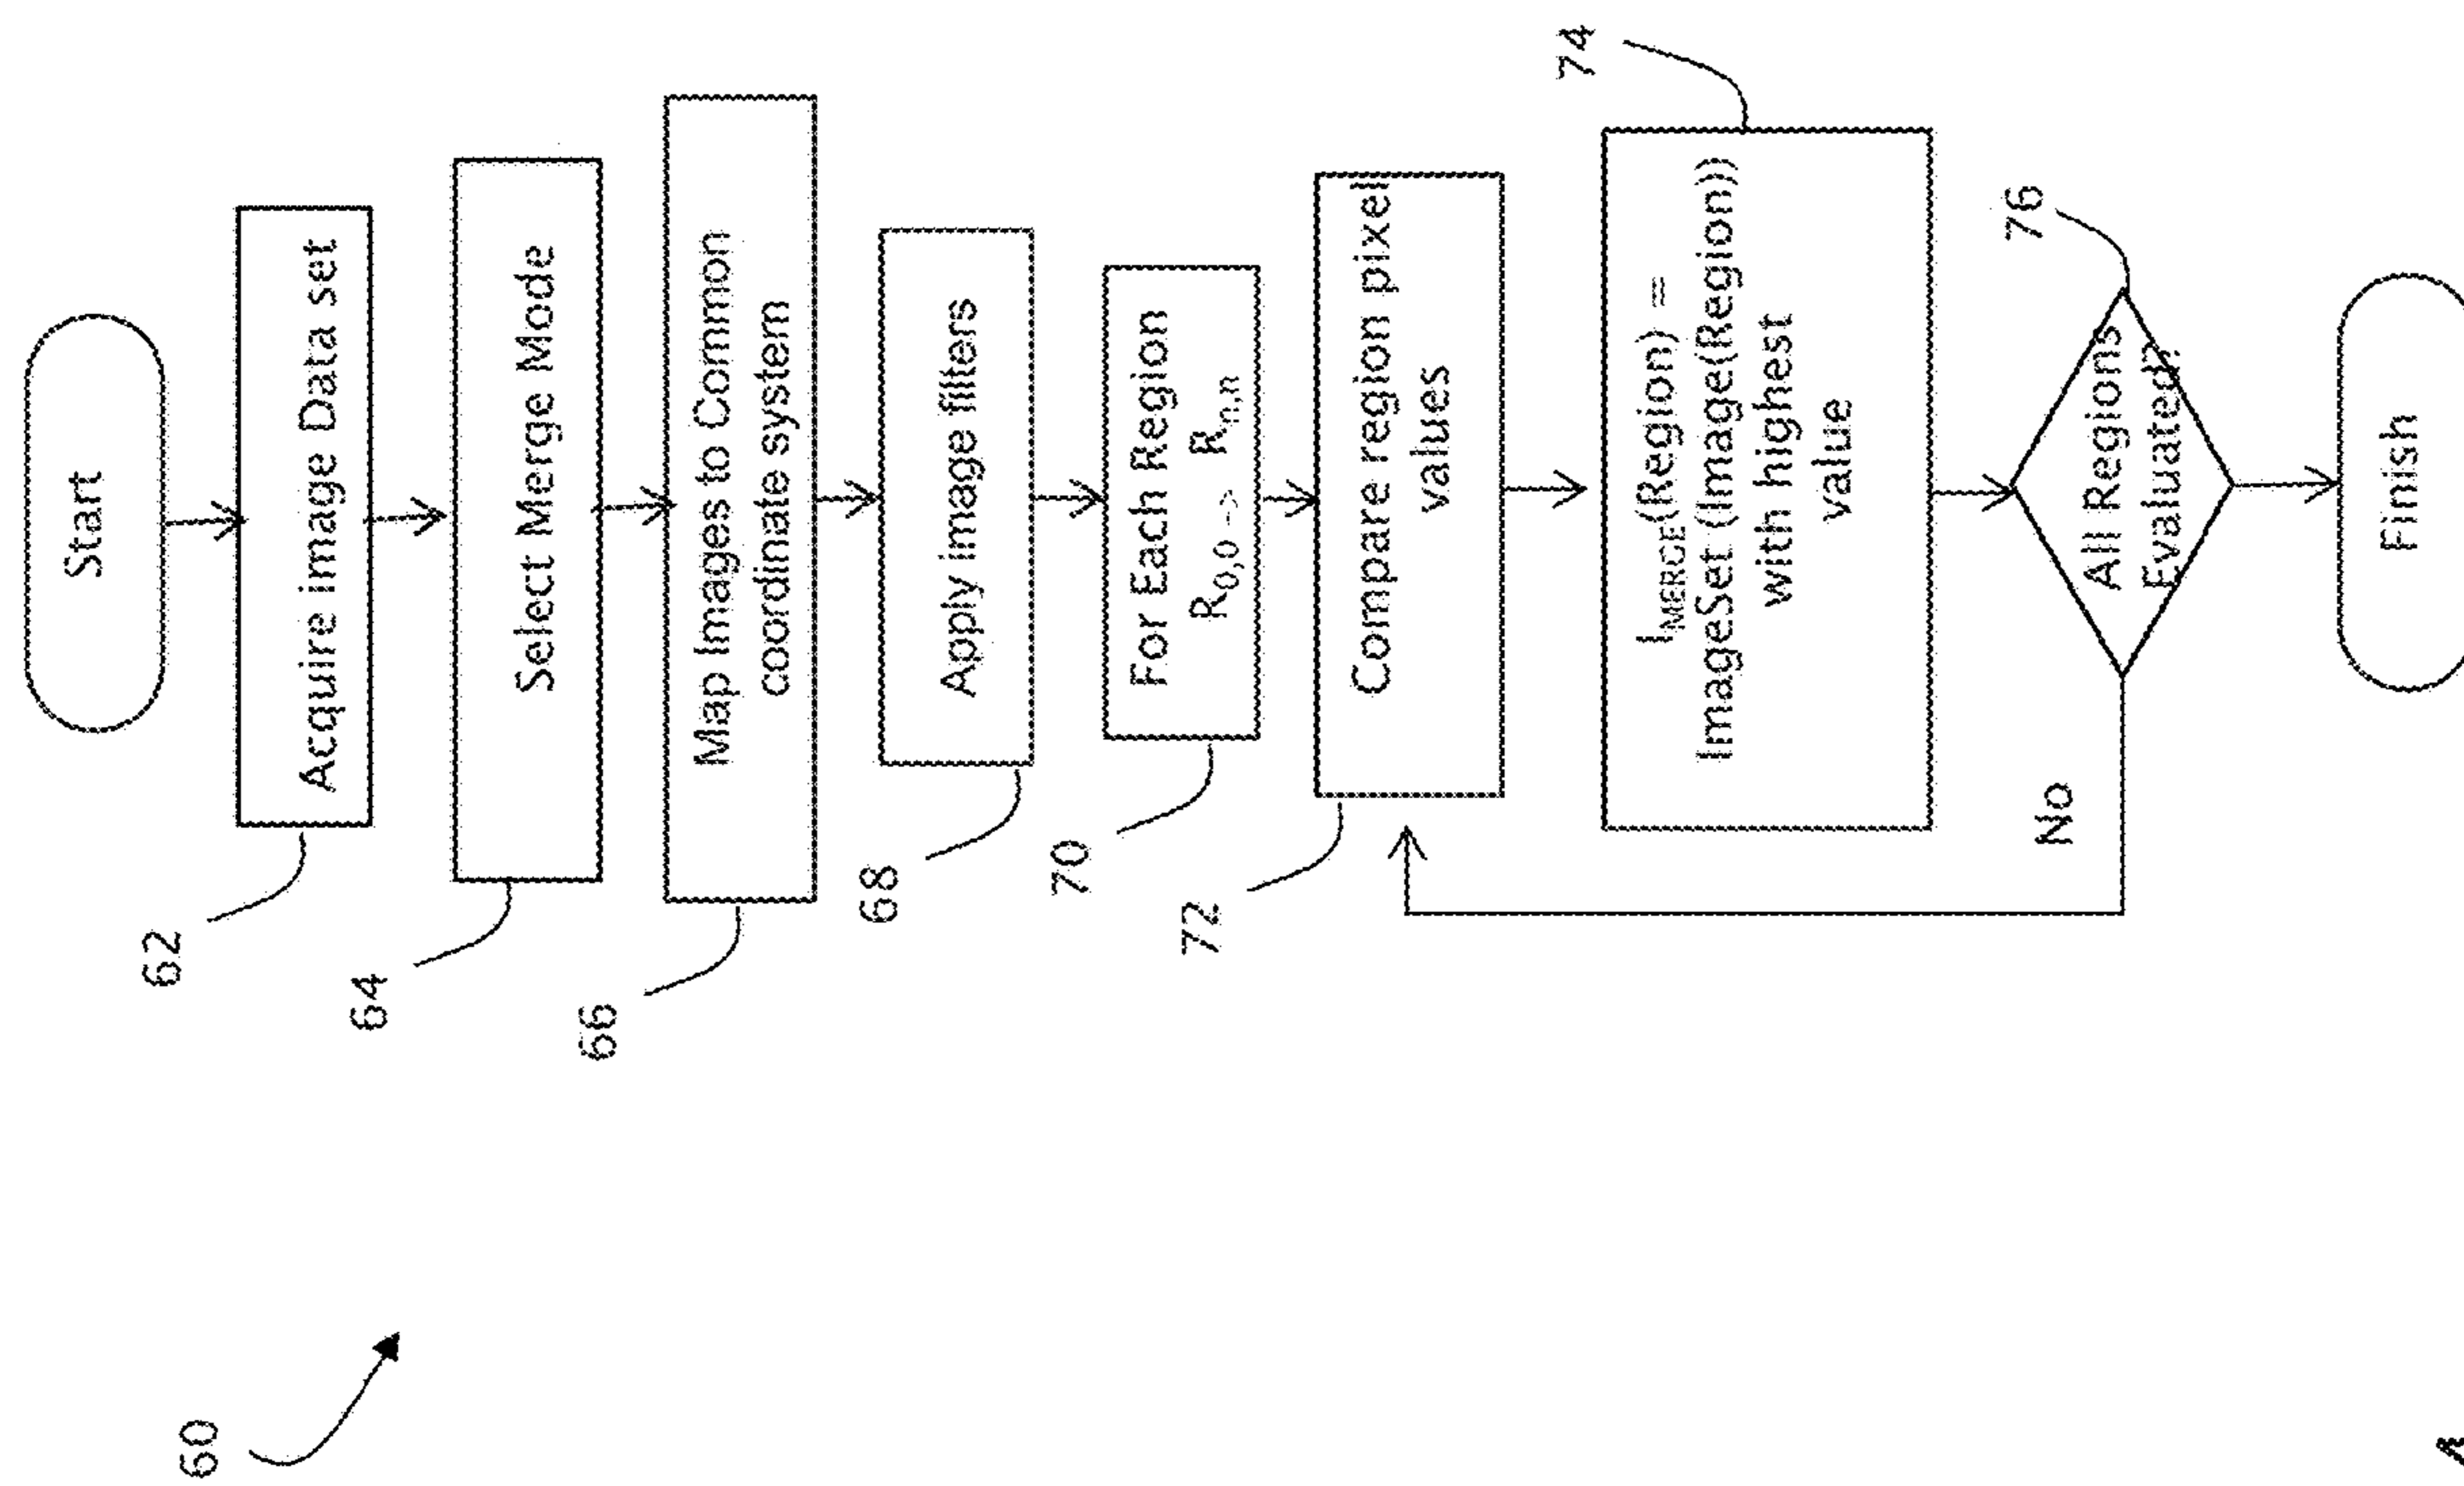 60
Start
62
Acquire image Data set
64
Select Merge Mode
66
Map Images to Common
coordinate system
68
Apply image filters
70
For Each Region
R0,0 -> Rn,n
72
Compare region pixel
values
74
IMERGE(Region) =
ImageSet (Image(Region))
with highest
value
76
All Regions
Evaluated?
No
Finish